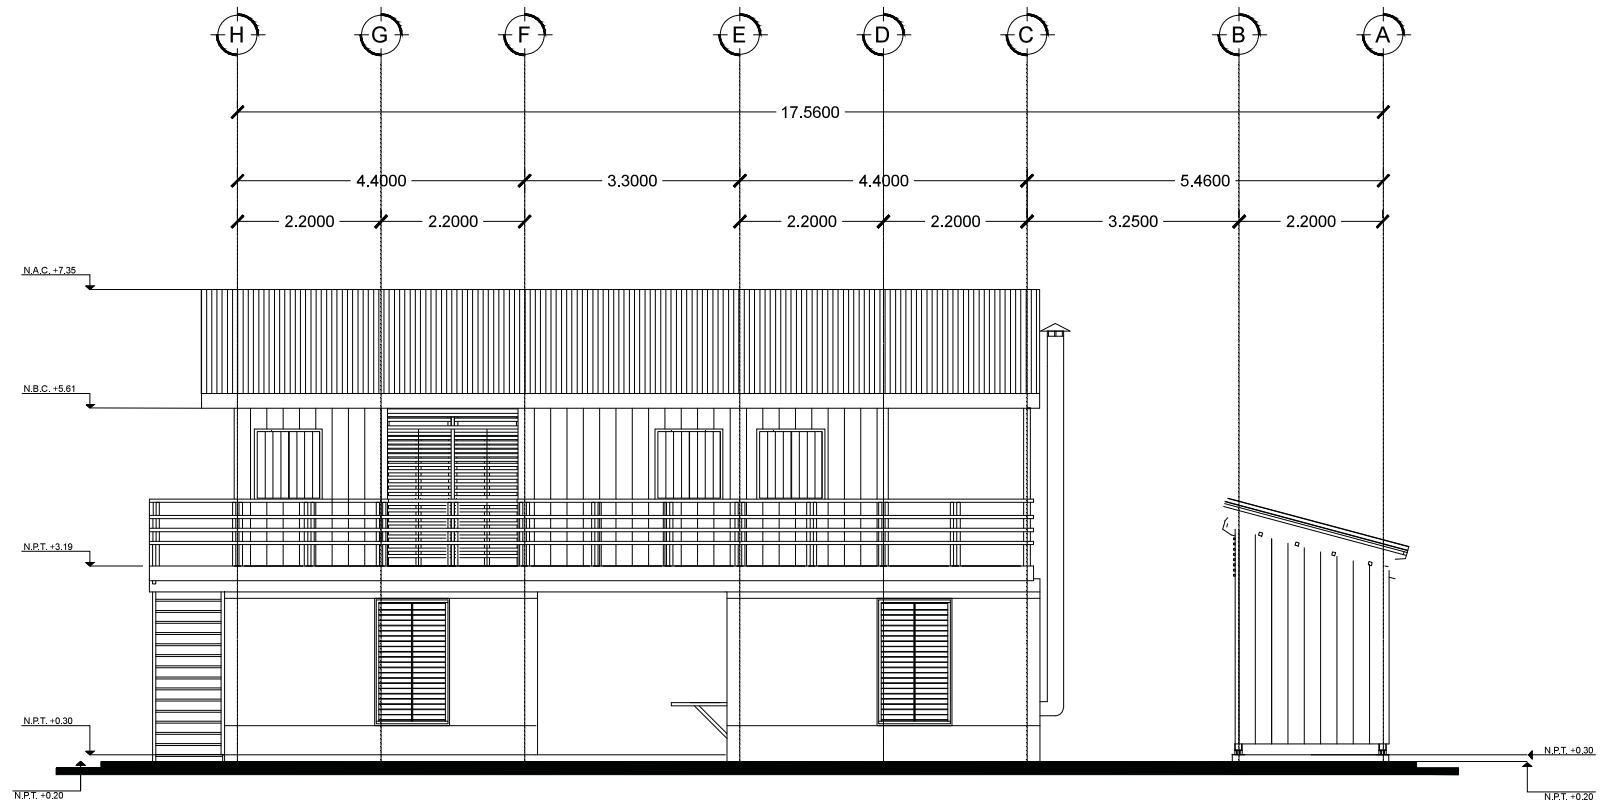 H G F E D C B A
17.5600
4.4000 3.3000 4.4000 5.4600
2.2000 2.2000 2.2000 2.2000 3.2500 2.2000
N.A.C. +7.35
N.B.C. +5.61
N.P.T. +3.19
N.P.T. +0.30
N.P.T. +0.30
N.P.T. +0.20
N.P.T. +0.20